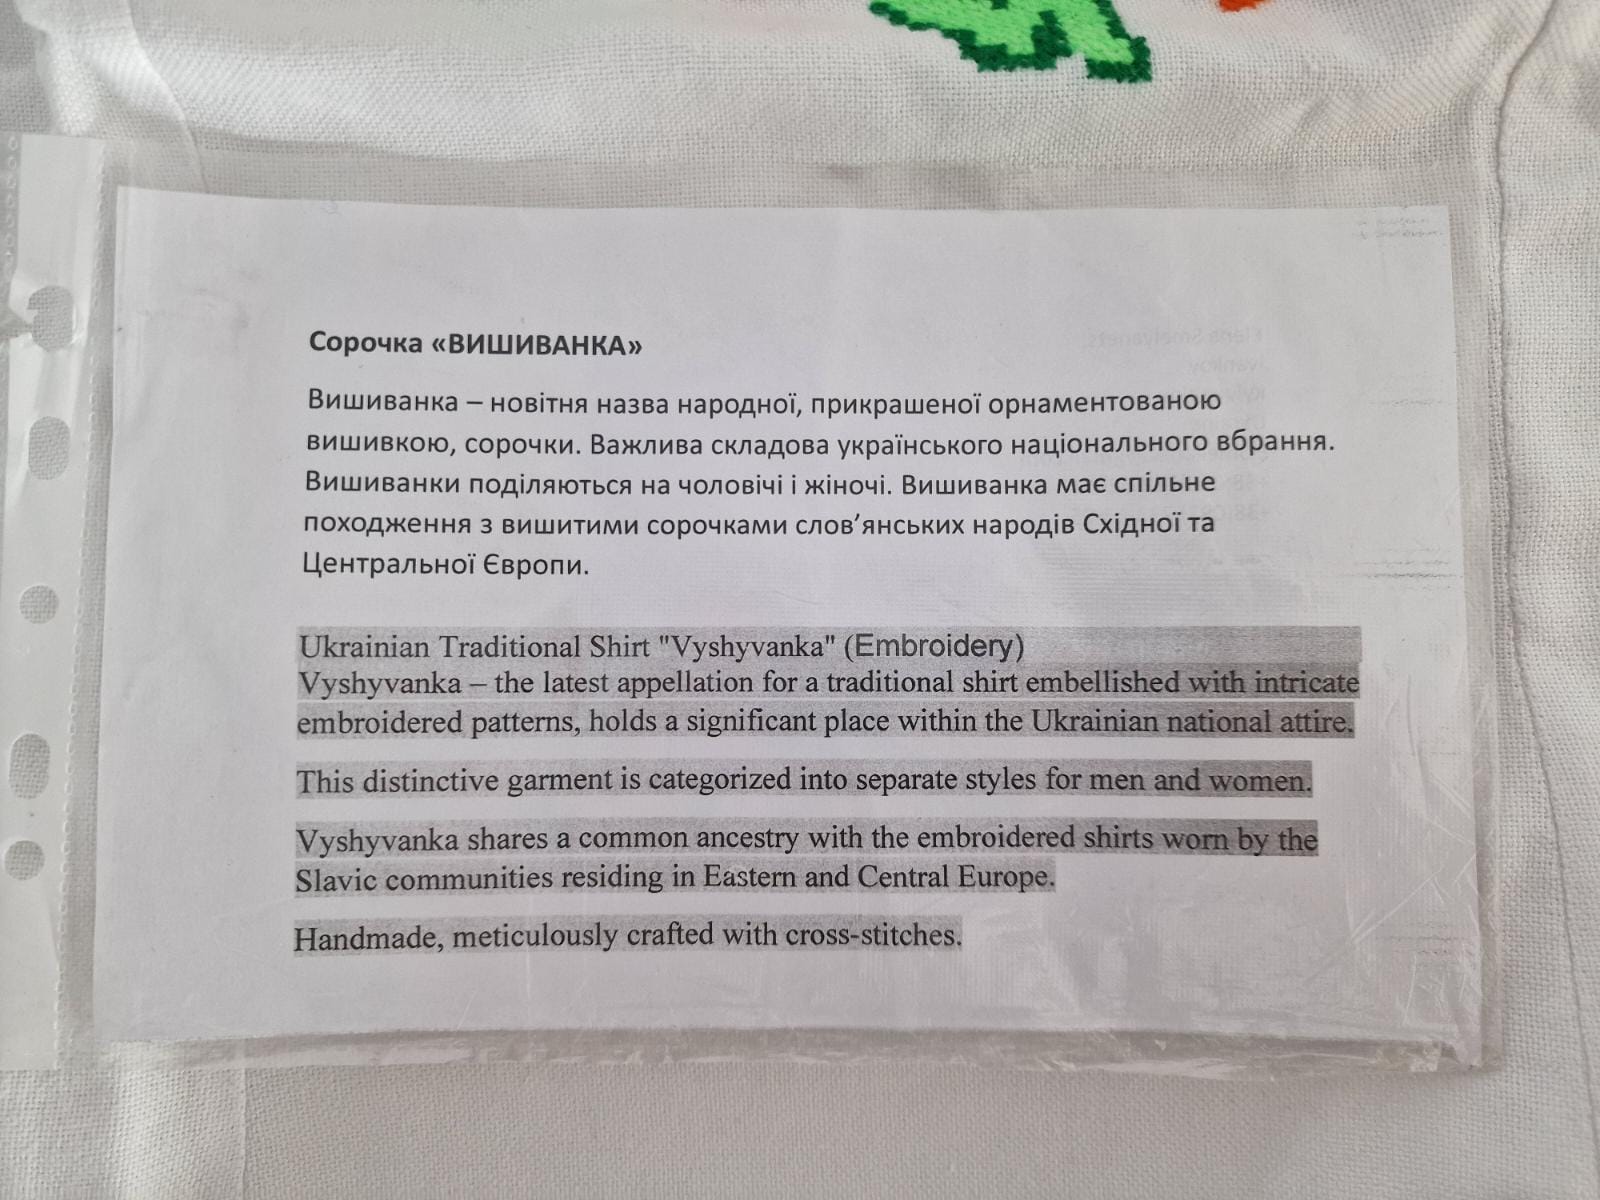 Сорочка «ВИШИВАНКА»
Вишиванка – новітня назва народної, прикрашеної орнаментованою
вишивкою, сорочки. Важлива складова українського національного вбрання.
Вишиванки поділяються на чоловічі і жіночі. Вишиванка має спільне
походження з вишитими сорочками слов’янських народів Східної та
Центральної Європи.
Ukrainian Traditional Shirt "Vyshyvanka" (Embroidery)
Vyshyvanka – the latest appellation for a traditional shirt embellished with intricate
embroidered patterns, holds a significant place within the Ukrainian national attire.
This distinctive garment is categorized into separate styles for men and women.
Vyshyvanka shares a common ancestry with the embroidered shirts worn by the
Slavic communities residing in Eastern and Central Europe.
Handmade, meticulously crafted with cross-stitches.